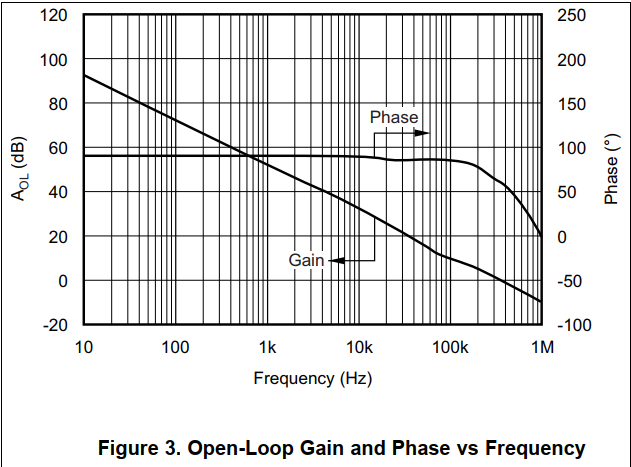 120
100
80
60
40
20
0
-20
A_OL (dB)
250
200
150
100
50
0
-50
-100
Phase (°)
Phase
Gain
10 100 1k 10k 100k 1M
Frequency (Hz)
Figure 3. Open-Loop Gain and Phase vs Frequency